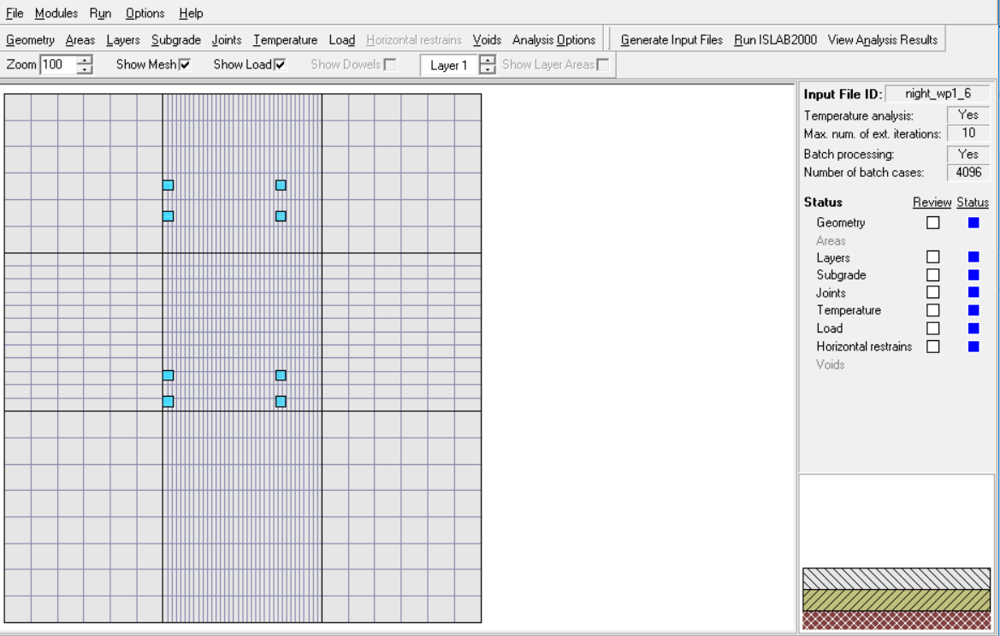 File Modules Run Options Help
Geometry Areas Layers Subgrade Joints Temperature Load Horizontal restrains Voids Analysis Options Generate Input Files Run ISLAB2000 View Analysis Results
Zoom 100 Show Mesh Show Load Show Dowels Layer 1 Show Layer Areas
Input File ID: night_wp1_6
Temperature analysis: Yes
Max. num. of ext. iterations: 10
Batch processing: Yes
Number of batch cases: 4096
Status Review Status
Geometry
Areas
Layers
Subgrade
Joints
Temperature
Load
Horizontal restrains
Voids